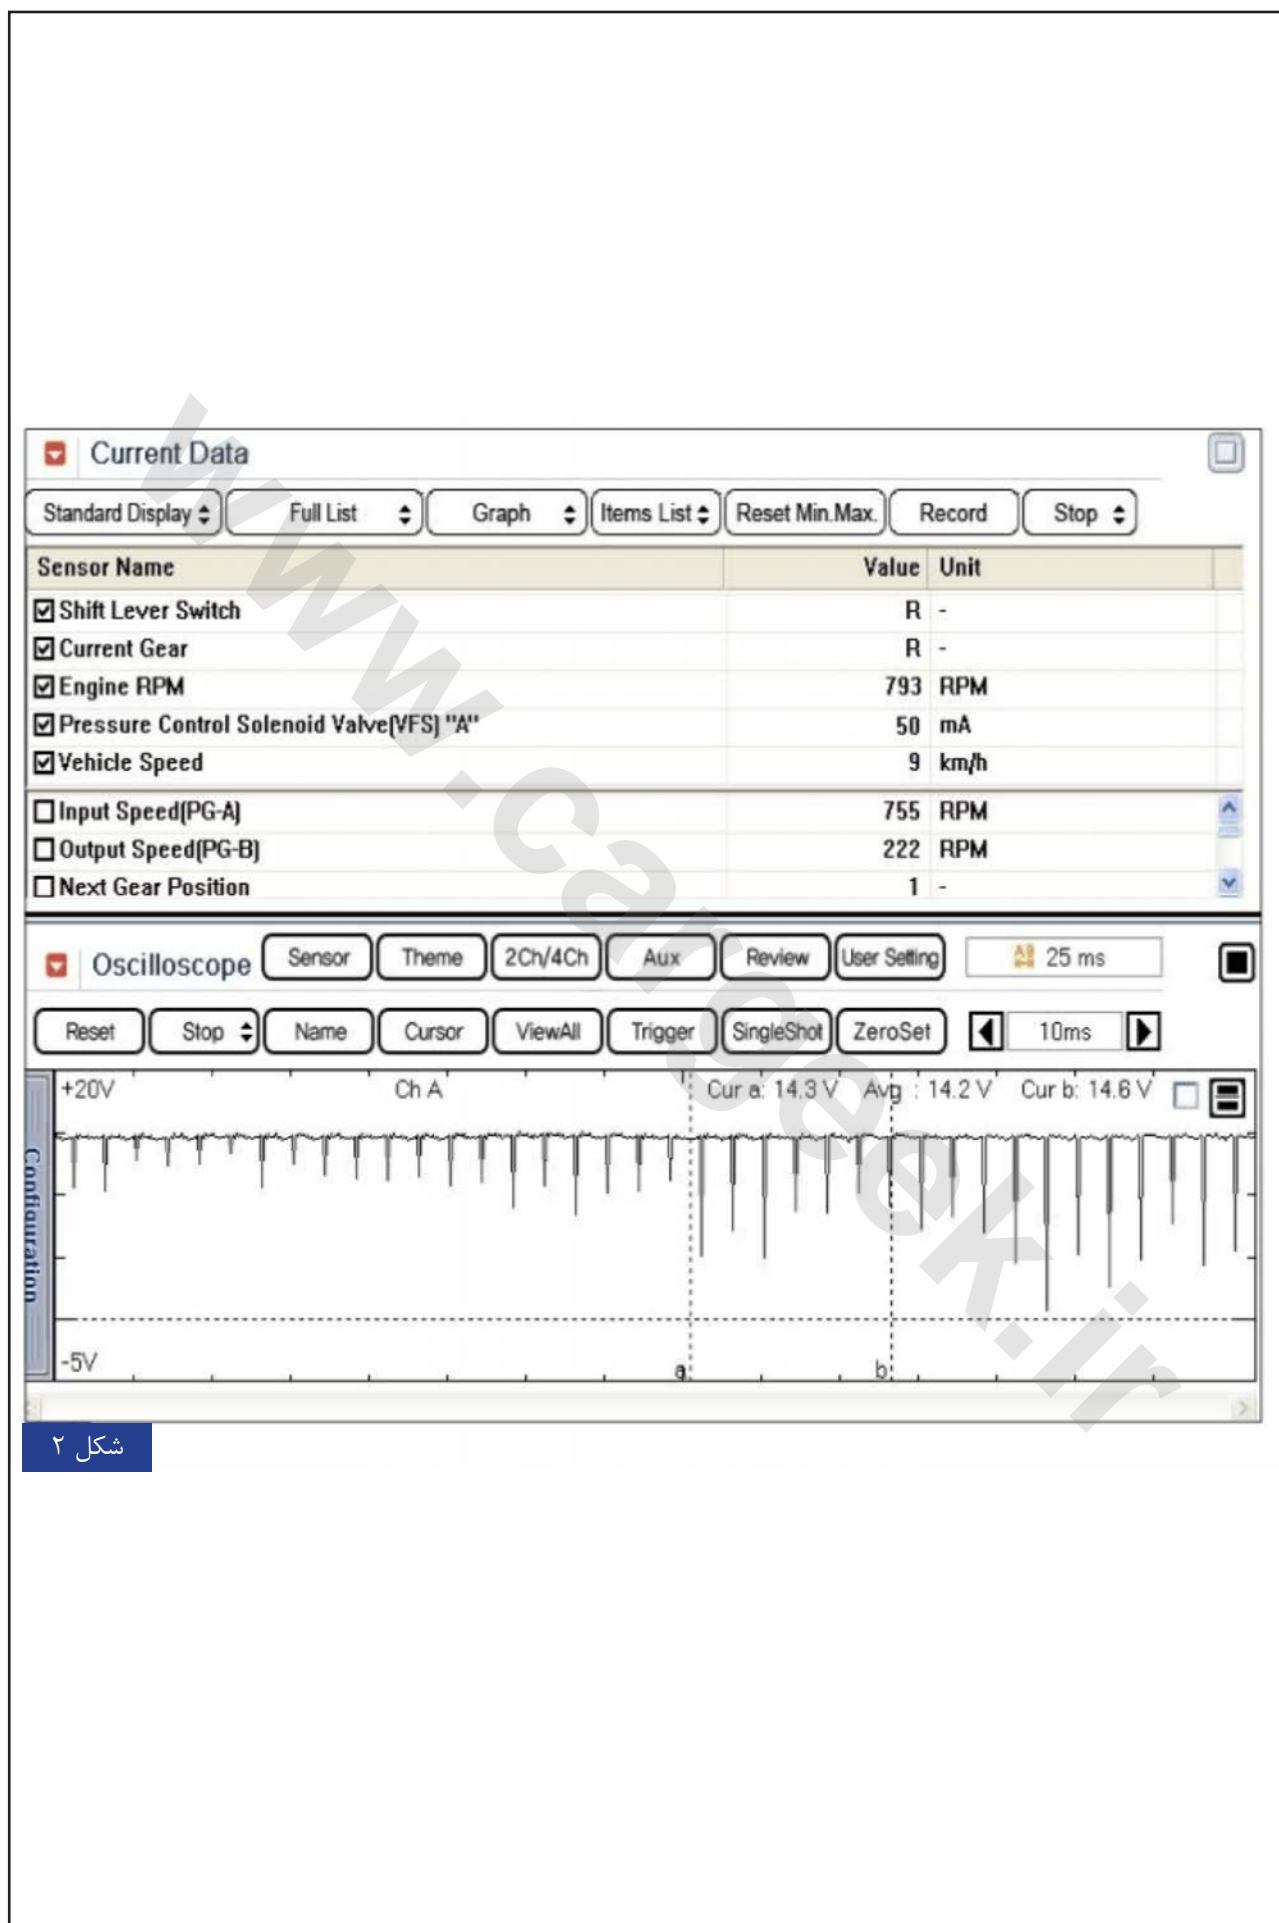 Current Data
Standard Display Full List Graph Items List Reset Min.Max. Record Stop
Sensor Name Value Unit
Shift Lever Switch R -
Current Gear R -
Engine RPM 793 RPM
Pressure Control Solenoid Valve(VFS) "A" 50 mA
Vehicle Speed 9 km/h
Input Speed(PG-A) 755 RPM
Output Speed(PG-B) 222 RPM
Next Gear Position 1 -
Oscilloscope Sensor Theme 2Ch/4Ch Aux Review User Setting 25 ms
Reset Stop Name Cursor ViewAll Trigger SingleShot ZeroSet 10ms
+20V Ch A Cur a: 14.3 V Avg : 14.2 V Cur b: 14.6 V
Configuration
-5V a b
شکل ۲
www.cargeek.ir